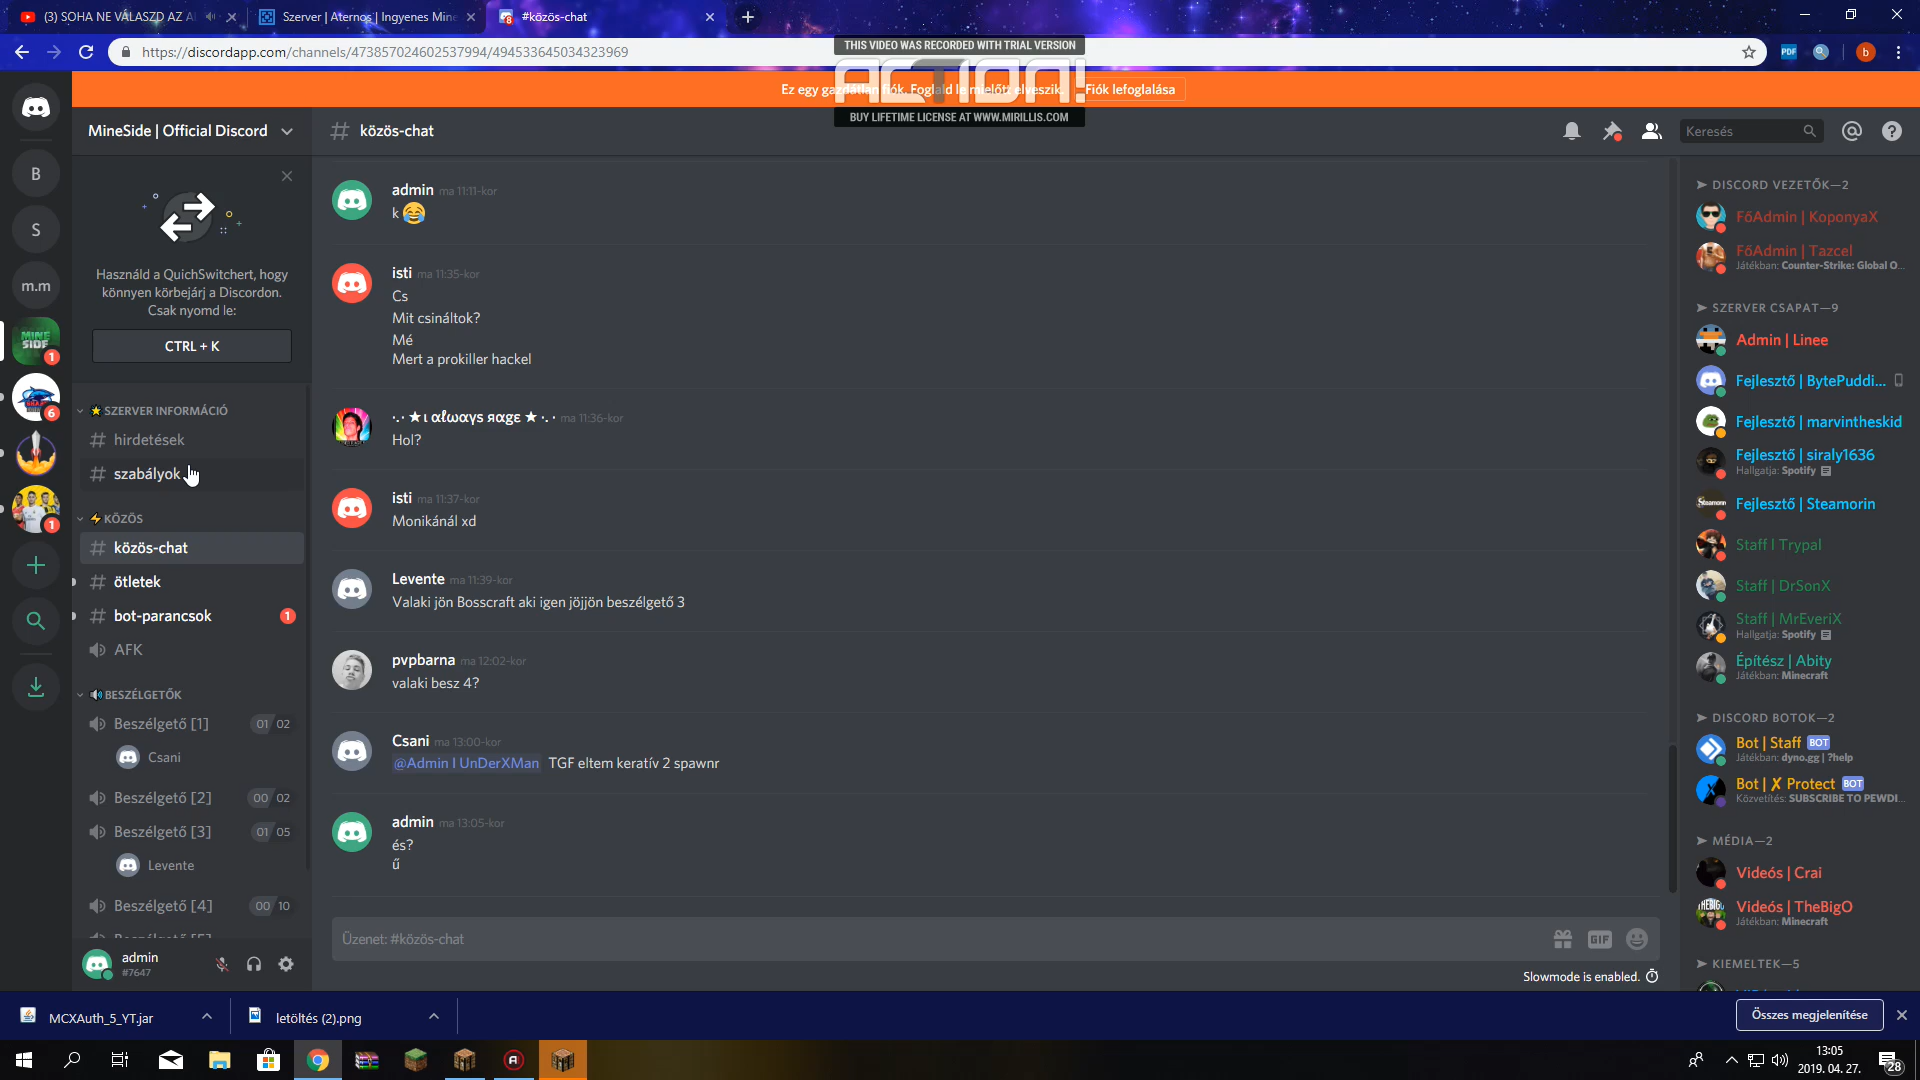 (3) SOHA NE VÁLASZD AZ A
Szerver | Aternos | Ingyenes Mine
#közös-chat
https://discordapp.com/channels/473857024602537994/494533645034323969
THIS VIDEO WAS RECORDED WITH TRIAL VERSION
ACTION!
BUY LIFETIME LICENSE AT WWW.MIRILLIS.COM
Ez egy gazdátlan fiók. Foglald le mielőtt elveszik.
Fiók lefoglalása
MineSide | Official Discord
közös-chat
Keresés
B
S
m.m
MINE
SIDE
1
6
1
Használd a QuichSwitchert, hogy
könnyen körbejárj a Discordon.
Csak nyomd le:
CTRL + K
SZERVER INFORMÁCIÓ
hirdetések
szabályok
KÖZÖS
közös-chat
ötletek
bot-parancsok
1
AFK
BESZÉLGETŐK
Beszélgető [1] 01 02
Csani
Beszélgető [2] 00 02
Beszélgető [3] 01 05
Levente
Beszélgető [4] 00 10
admin
#7647
admin ma 11:11-kor
k 😂
isti ma 11:35-kor
Cs
Mit csináltok?
Mé
Mert a prokiller hackel
·.·★ι αℓωαуѕ яαgє★·.· ma 11:36-kor
Hol?
isti ma 11:37-kor
Monikánál xd
Levente ma 11:39-kor
Valaki jön Bosscraft aki igen jöjjön beszélgető 3
pvpbarna ma 12:02-kor
valaki besz 4?
Csani ma 13:00-kor
@Admin I UnDerXMan TGF eltem keratív 2 spawnr
admin ma 13:05-kor
és?
ű
Üzenet: #közös-chat
GIF
Slowmode is enabled.
DISCORD VEZETŐK—2
FőAdmin | KoponyaX
FőAdmin | Tazcel
Játékban: Counter-Strike: Global O...
SZERVER CSAPAT—9
Admin | Linee
Fejlesztő | BytePuddi...
Fejlesztő | marvintheskid
Fejlesztő | siraly1636
Hallgatja: Spotify
Fejlesztő | Steamorin
Staff I Trypal
Staff | DrSonX
Staff | MrEveriX
Hallgatja: Spotify
Építész | Abity
Játékban: Minecraft
DISCORD BOTOK—2
Bot | Staff BOT
Játékban: dyno.gg | ?help
Bot | ✗ Protect BOT
Közvetítés: SUBSCRIBE TO PEWDI...
MÉDIA—2
Videós | Crai
Videós | TheBigO
Játékban: Minecraft
KIEMELTEK—5
MCXAuth_5_YT.jar
letöltés (2).png
Összes megjelenítése
13:05
2019. 04. 27.
28